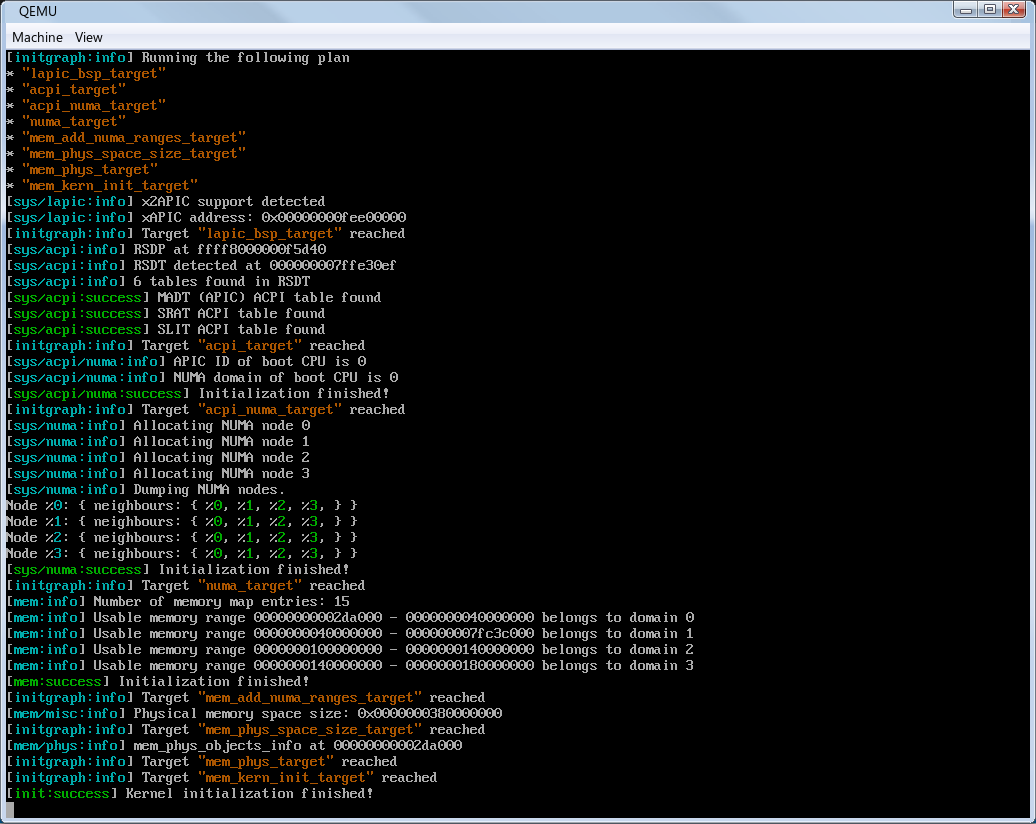 QEMU
Machine View
[initgraph:info] Running the following plan
* "lapic_bsp_target"
* "acpi_target"
* "acpi_numa_target"
* "numa_target"
* "mem_add_numa_ranges_target"
* "mem_phys_space_size_target"
* "mem_phys_target"
* "mem_kern_init_target"
[sys/lapic:info] x2APIC support detected
[sys/lapic:info] xAPIC address: 0x00000000fee00000
[initgraph:info] Target "lapic_bsp_target" reached
[sys/acpi:info] RSDP at ffff8000000f5d40
[sys/acpi:info] RSDT detected at 000000007ffe30ef
[sys/acpi:info] 6 tables found in RSDT
[sys/acpi:success] MADT (APIC) ACPI table found
[sys/acpi:success] SRAT ACPI table found
[sys/acpi:success] SLIT ACPI table found
[initgraph:info] Target "acpi_target" reached
[sys/acpi/numa:info] APIC ID of boot CPU is 0
[sys/acpi/numa:info] NUMA domain of boot CPU is 0
[sys/acpi/numa:success] Initialization finished!
[initgraph:info] Target "acpi_numa_target" reached
[sys/numa:info] Allocating NUMA node 0
[sys/numa:info] Allocating NUMA node 1
[sys/numa:info] Allocating NUMA node 2
[sys/numa:info] Allocating NUMA node 3
[sys/numa:info] Dumping NUMA nodes.
Node %0: { neighbours: { %0, %1, %2, %3, } }
Node %1: { neighbours: { %0, %1, %2, %3, } }
Node %2: { neighbours: { %0, %1, %2, %3, } }
Node %3: { neighbours: { %0, %1, %2, %3, } }
[sys/numa:success] Initialization finished!
[initgraph:info] Target "numa_target" reached
[mem:info] Number of memory map entries: 15
[mem:info] Usable memory range 00000000002da000 - 0000000040000000 belongs to domain 0
[mem:info] Usable memory range 0000000040000000 - 000000007fc3c000 belongs to domain 1
[mem:info] Usable memory range 0000000100000000 - 0000000140000000 belongs to domain 2
[mem:info] Usable memory range 0000000140000000 - 0000000180000000 belongs to domain 3
[mem:success] Initialization finished!
[initgraph:info] Target "mem_add_numa_ranges_target" reached
[mem/misc:info] Physical memory space size: 0x0000000380000000
[initgraph:info] Target "mem_phys_space_size_target" reached
[mem/phys:info] mem_phys_objects_info at 00000000002da000
[initgraph:info] Target "mem_phys_target" reached
[initgraph:info] Target "mem_kern_init_target" reached
[init:success] Kernel initialization finished!